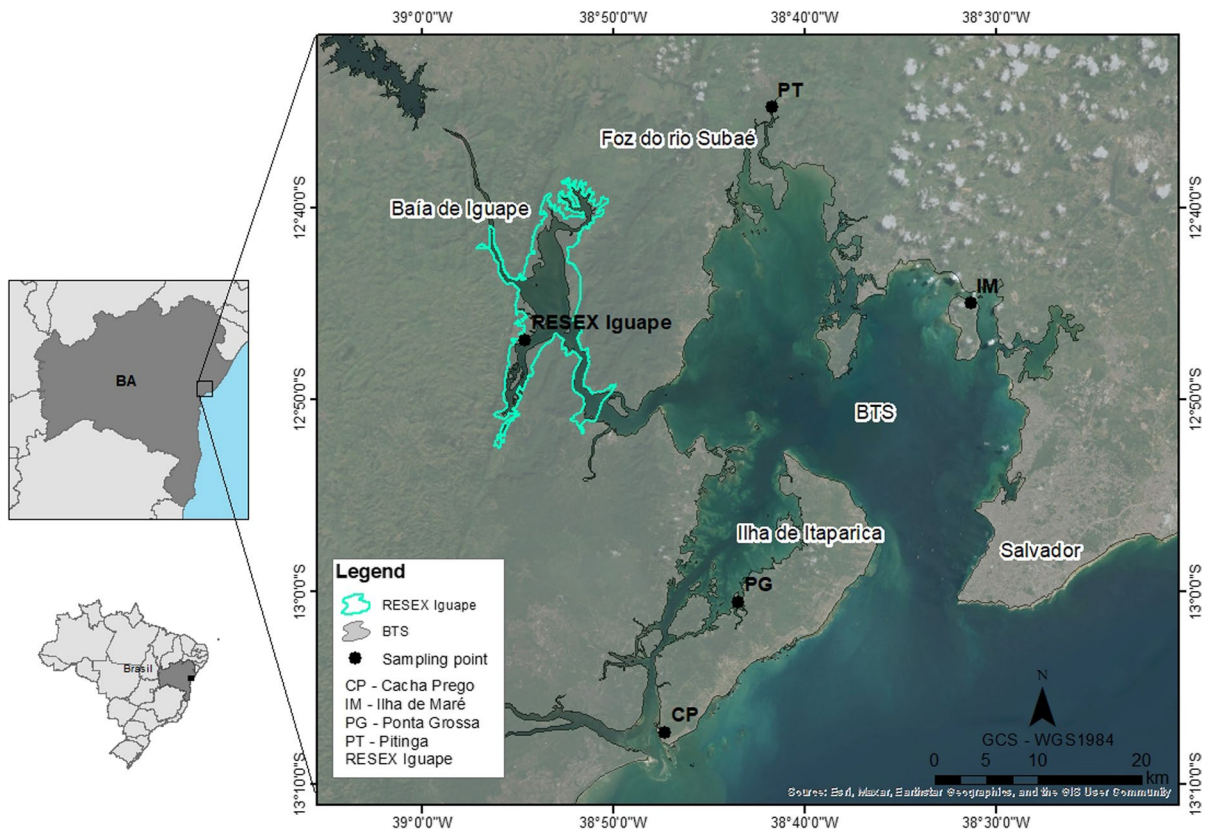 39°0'0"W
38°50'0"W
38°40'0"W
38°30'0"W
PT
Foz do rio Subaé
12°40'0"S
12°40'0"S
Baía de Iguape
IM
RESEX Iguape
BA
12°50'0"S
12°50'0"S
BTS
Ilha de Itaparica
Salvador
Legend
RESEX Iguape
BTS
Sampling point
CP - Cacha Prego
IM - Ilha de Maré
PG - Ponta Grossa
PT - Pitinga
RESEX Iguape
PG
13°0'0"S
13°0'0"S
Brasil
CP
N
GCS - WGS1984
0 5 10 20
km
13°10'0"S
13°10'0"S
Source: Esri, Maxar, Earthstar Geographics, and the GIS User Community
39°0'0"W
38°50'0"W
38°40'0"W
38°30'0"W